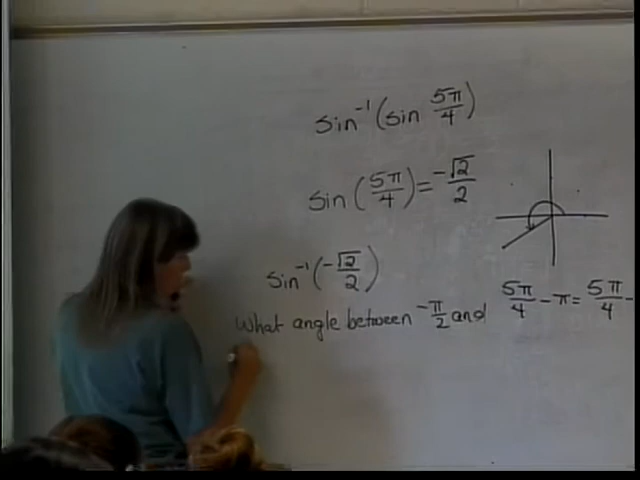 sin⁻¹(sin 5π/4)
sin(5π/4) = -√2/2
sin⁻¹(-√2/2)
What angle between -π/2 and
5π/4 - π = 5π/4 -